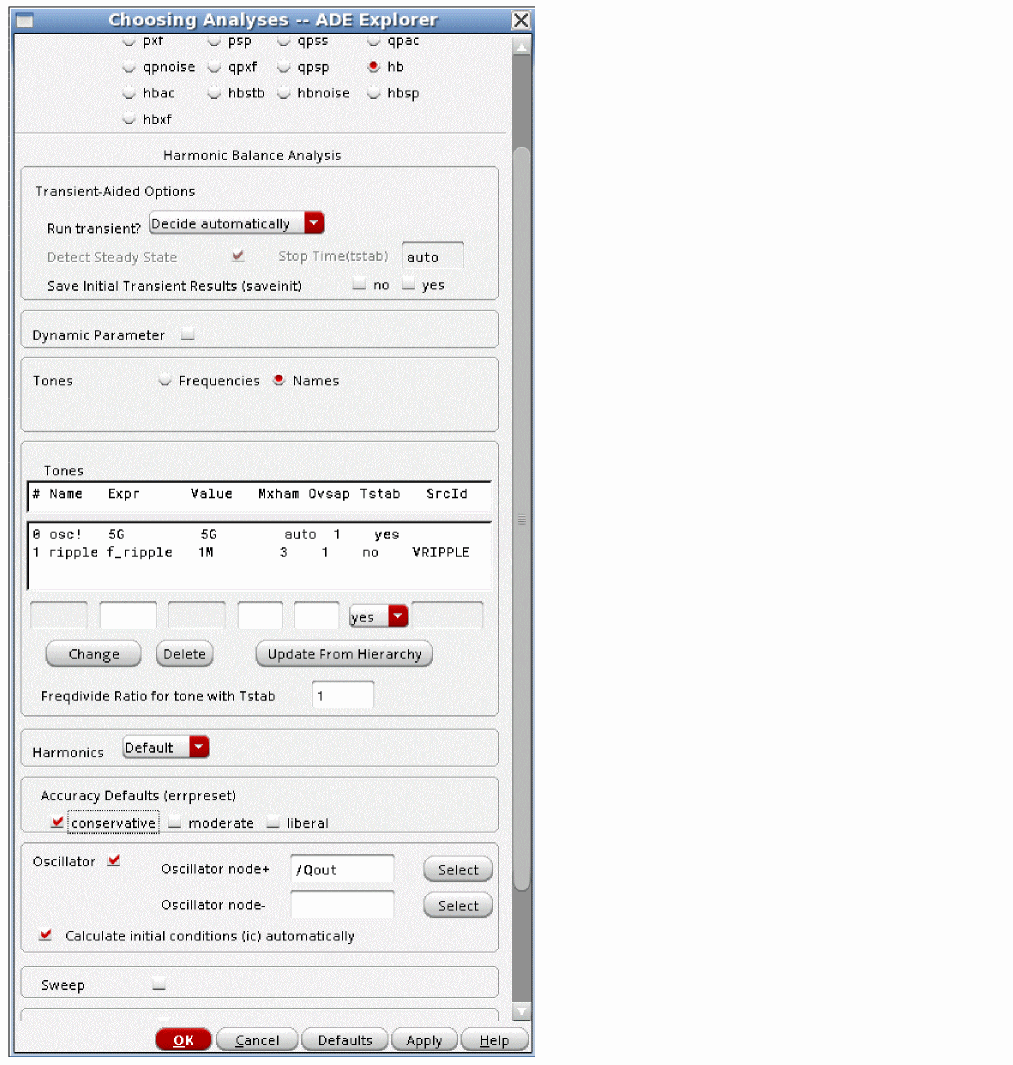 Choosing Analyses -- ADE Explorer
pxf psp qpss qpac
qpnoise qpxf qpsp hb
hbac hbstb hbnoise hbsp
hbxf
Harmonic Balance Analysis
Transient-Aided Options
Run transient? Decide automatically
Detect Steady State Stop Time(tstab) auto
Save Initial Transient Results (saveinit) no yes
Dynamic Parameter
Tones Frequencies Names
Tones
# Name Expr Value Mxham Ovsap Tstab SrcId
0 osc! 5G 5G auto 1 yes
1 ripple f_ripple 1M 3 1 no VRIPPLE
yes
Change Delete Update From Hierarchy
Freqdivide Ratio for tone with Tstab 1
Harmonics Default
Accuracy Defaults (errpreset)
conservative moderate liberal
Oscillator Oscillator node+ /Qout Select
Oscillator node- Select
Calculate initial conditions (ic) automatically
Sweep
OK Cancel Defaults Apply Help